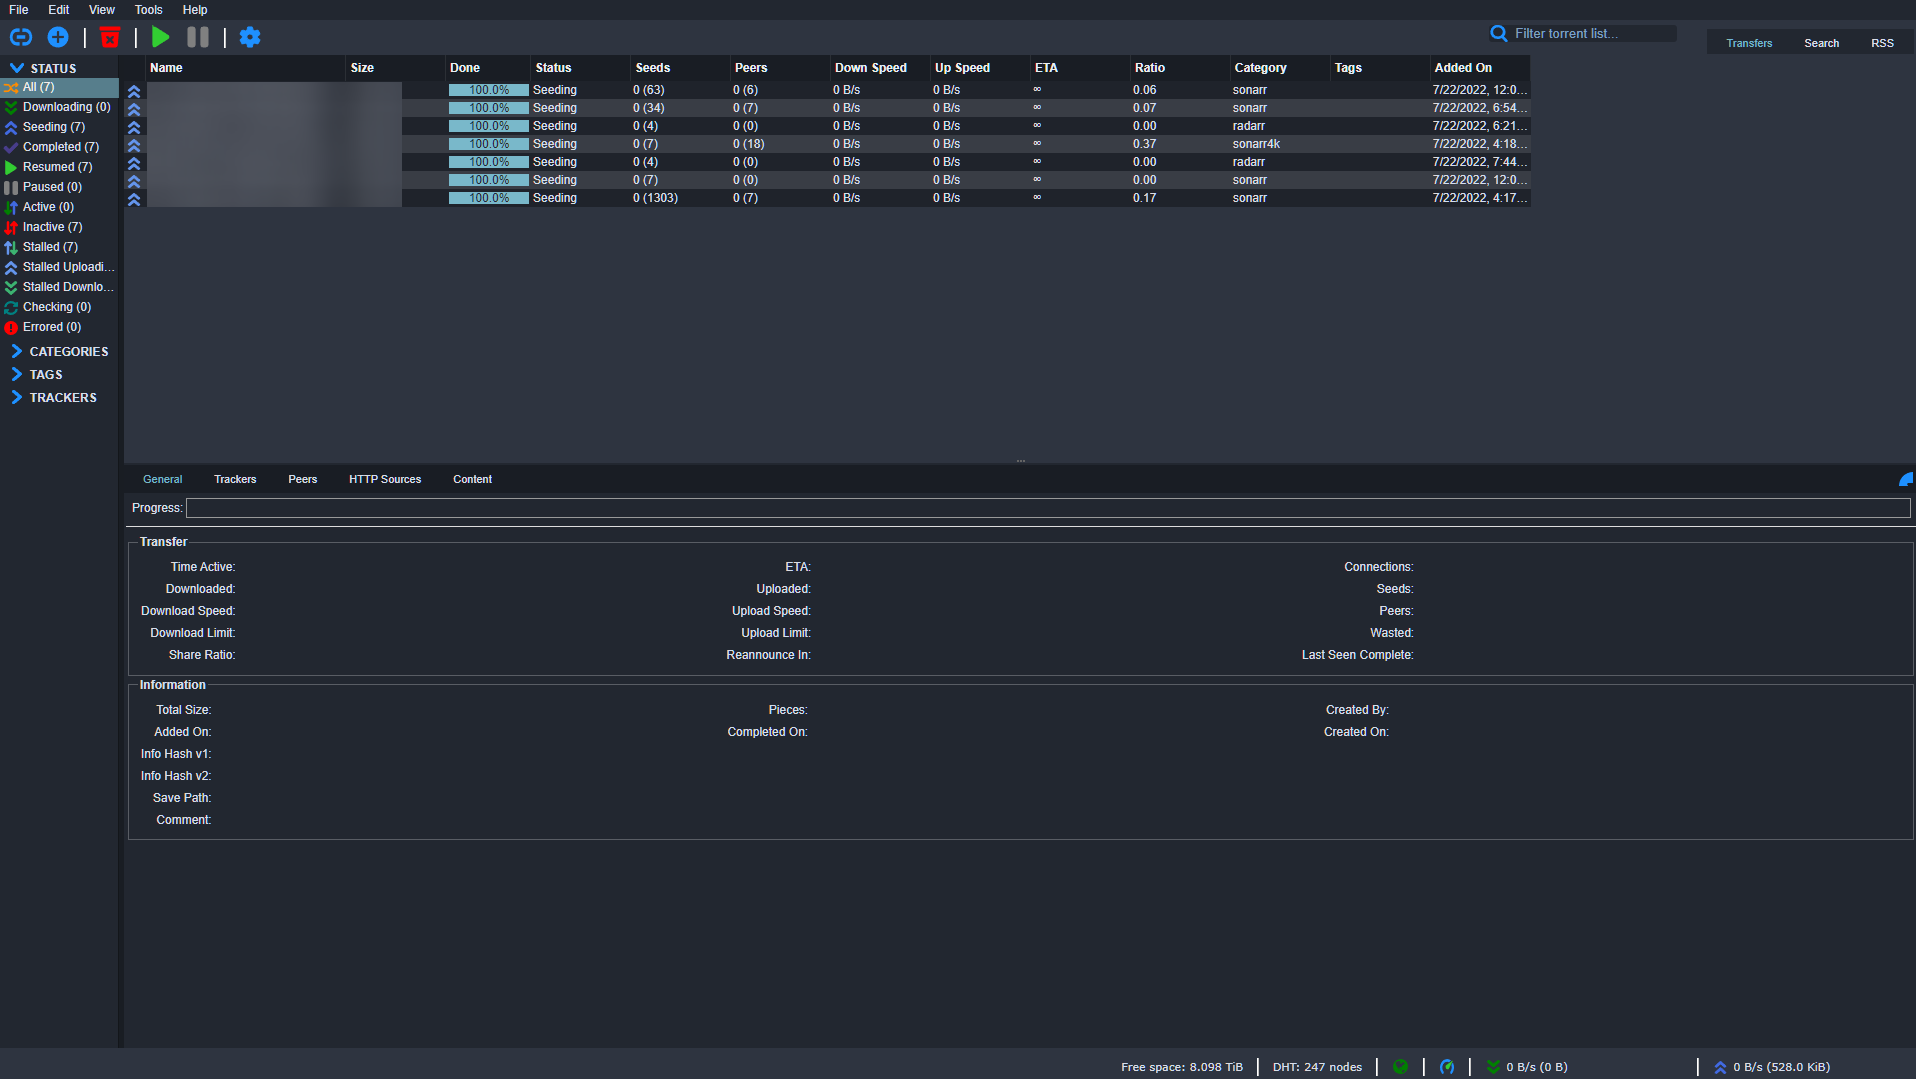 File Edit View Tools Help
Filter torrent list...
Transfers Search RSS
STATUS
All (7)
Downloading (0)
Seeding (7)
Completed (7)
Resumed (7)
Paused (0)
Active (0)
Inactive (7)
Stalled (7)
Stalled Uploadi...
Stalled Downlo...
Checking (0)
Errored (0)
CATEGORIES
TAGS
TRACKERS
Name Size Done Status Seeds Peers Down Speed Up Speed ETA Ratio Category Tags Added On
100.0% Seeding 0 (63) 0 (6) 0 B/s 0 B/s ∞ 0.06 sonarr 7/22/2022, 12:0...
100.0% Seeding 0 (34) 0 (7) 0 B/s 0 B/s ∞ 0.07 sonarr 7/22/2022, 6:54...
100.0% Seeding 0 (4) 0 (0) 0 B/s 0 B/s ∞ 0.00 radarr 7/22/2022, 6:21...
100.0% Seeding 0 (7) 0 (18) 0 B/s 0 B/s ∞ 0.37 sonarr4k 7/22/2022, 4:18...
100.0% Seeding 0 (4) 0 (0) 0 B/s 0 B/s ∞ 0.00 radarr 7/22/2022, 7:44...
100.0% Seeding 0 (7) 0 (0) 0 B/s 0 B/s ∞ 0.00 sonarr 7/22/2022, 12:0...
100.0% Seeding 0 (1303) 0 (7) 0 B/s 0 B/s ∞ 0.17 sonarr 7/22/2022, 4:17...
General Trackers Peers HTTP Sources Content
Progress:
Transfer
Time Active: ETA: Connections:
Downloaded: Uploaded: Seeds:
Download Speed: Upload Speed: Peers:
Download Limit: Upload Limit: Wasted:
Share Ratio: Reannounce In: Last Seen Complete:
Information
Total Size: Pieces: Created By:
Added On: Completed On: Created On:
Info Hash v1:
Info Hash v2:
Save Path:
Comment:
Free space: 8.098 TiB DHT: 247 nodes 0 B/s (0 B) 0 B/s (528.0 KiB)